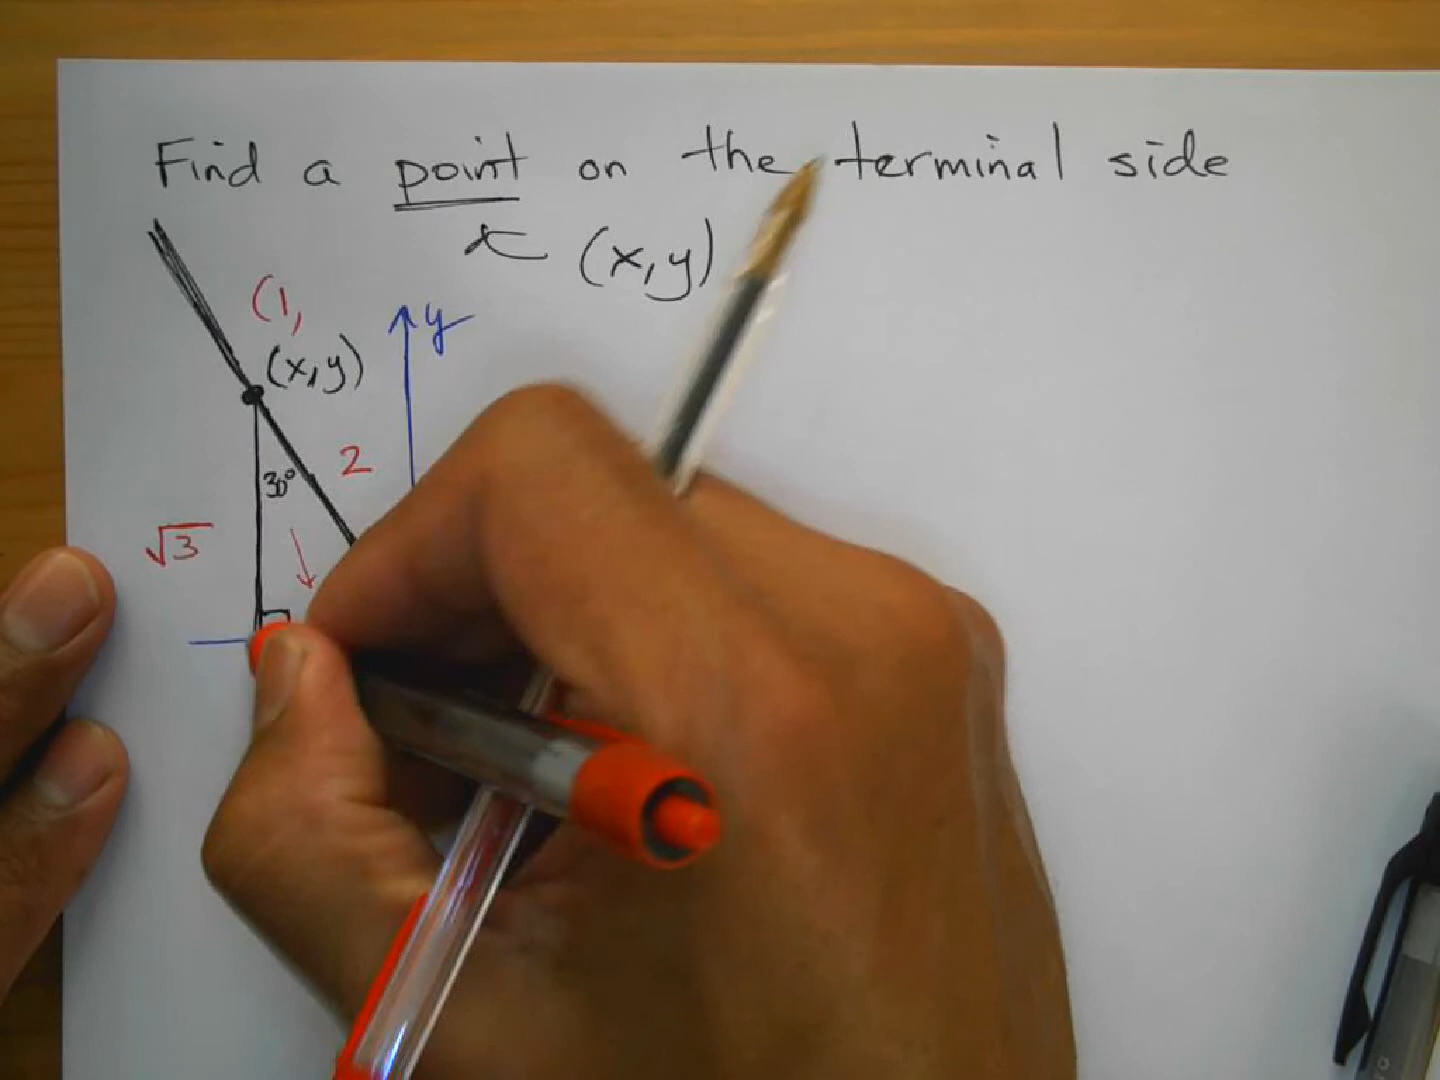 Find a point on the terminal side
(x,y)
(1,
y
(x,y)
2
30°
√3